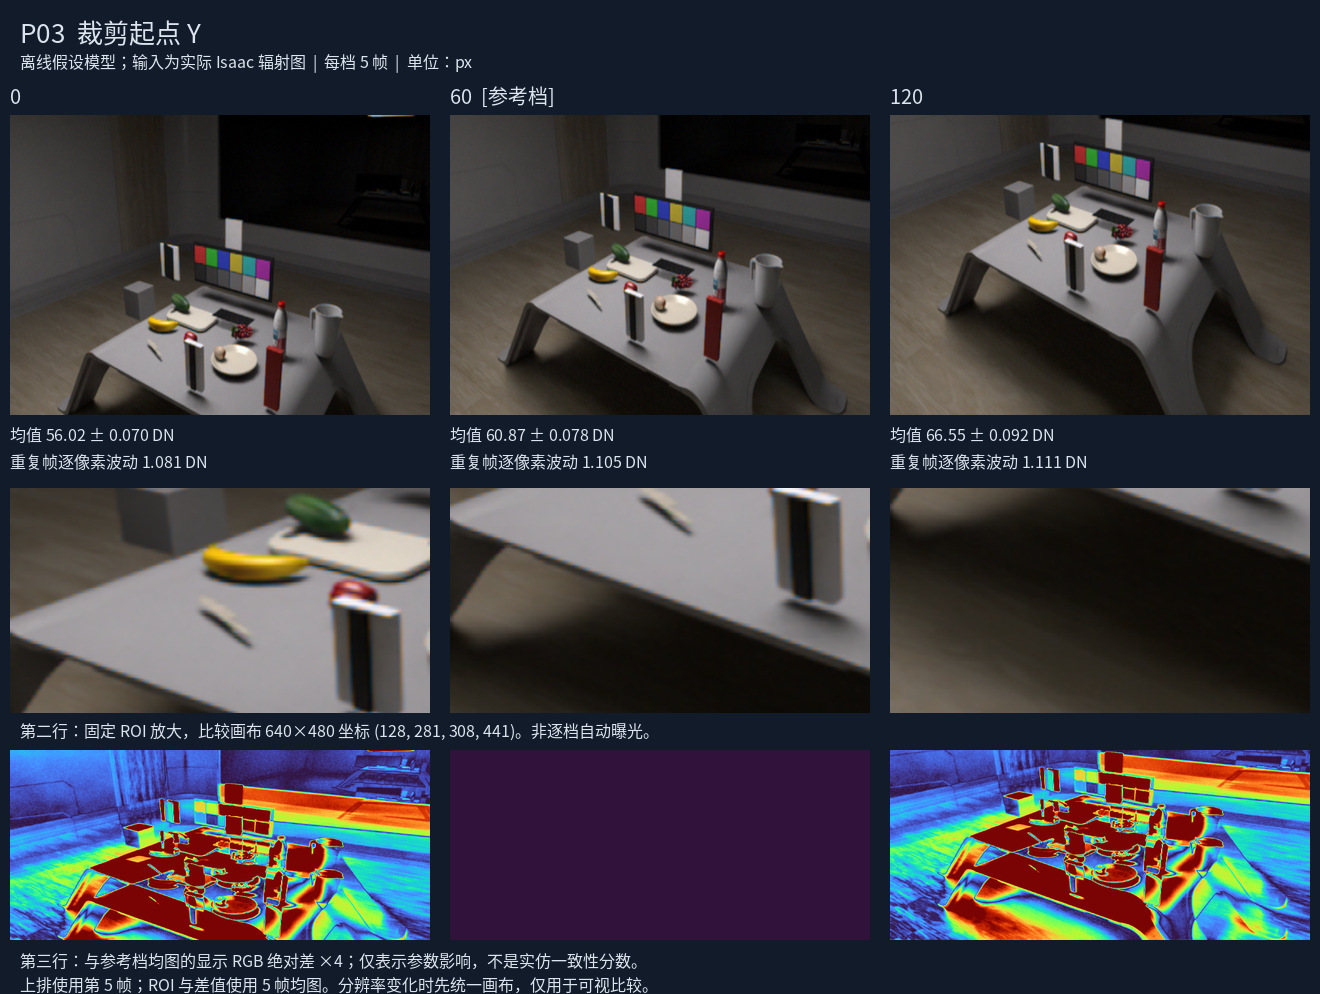 P03 裁剪起点 Y
离线假设模型；输入为实际 Isaac 辐射图｜每档 5 帧｜单位：px
0
60 [参考档]
120
均值 56.02 ± 0.070 DN
重复帧逐像素波动 1.081 DN
均值 60.87 ± 0.078 DN
重复帧逐像素波动 1.105 DN
均值 66.55 ± 0.092 DN
重复帧逐像素波动 1.111 DN
第二行：固定 ROI 放大，比较画布 640×480 坐标 (128, 281, 308, 441)。非逐档自动曝光。
第三行：与参考档均图的显示 RGB 绝对差 ×4；仅表示参数影响，不是实仿一致性分数。
上排使用第 5 帧；ROI 与差值使用 5 帧均图。分辨率变化时先统一画布，仅用于可视比较。